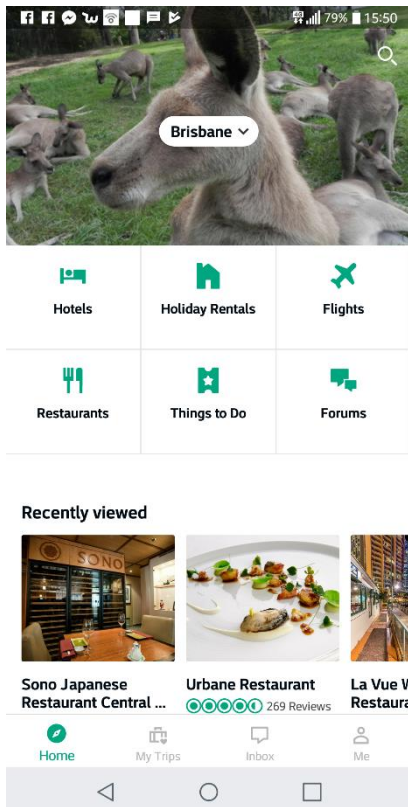 79% 15:50
Brisbane
Hotels
Holiday Rentals
Flights
Restaurants
Things to Do
Forums
Recently viewed
SONO
Sono Japanese
Restaurant Central ...
Urbane Restaurant
269 Reviews
La Vue W
Restaura
Home
My Trips
Inbox
Me